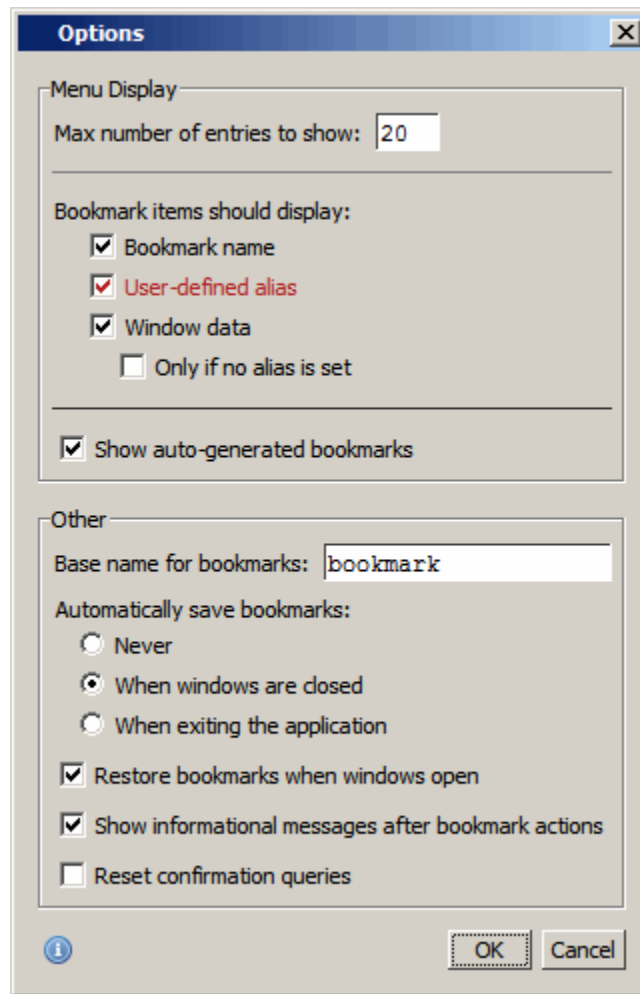 Options
Menu Display
Max number of entries to show: 20
Bookmark items should display:
Bookmark name
User-defined alias
Window data
Only if no alias is set
Show auto-generated bookmarks
Other
Base name for bookmarks: bookmark
Automatically save bookmarks:
Never
When windows are closed
When exiting the application
Restore bookmarks when windows open
Show informational messages after bookmark actions
Reset confirmation queries
OK Cancel